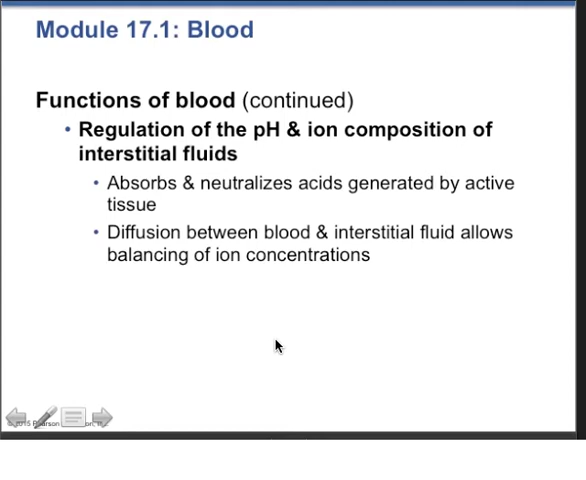 Module 17.1: Blood
Functions of blood (continued)
• Regulation of the pH & ion composition of
interstitial fluids
• Absorbs & neutralizes acids generated by active
tissue
• Diffusion between blood & interstitial fluid allows
balancing of ion concentrations
© 2015